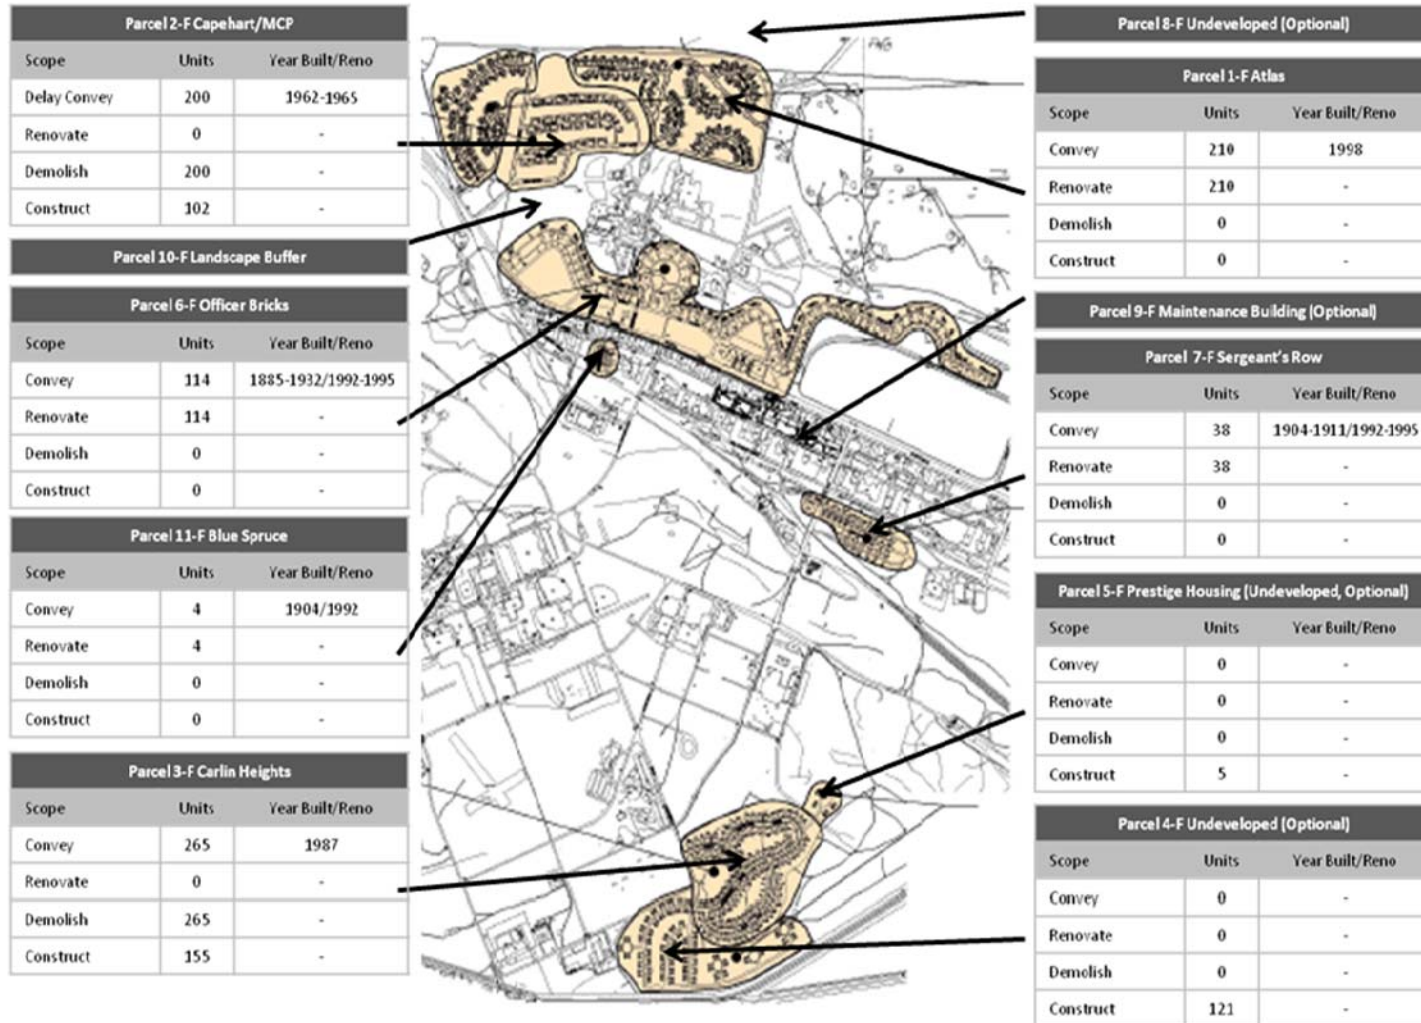 Parcel 2-F Capehart/MCP
Scope Units Year Built/Reno
Delay Convey 200 1962-1965
Renovate 0 -
Demolish 200 -
Construct 102 -
Parcel 10-F Landscape Buffer
Parcel 6-F Officer Bricks
Scope Units Year Built/Reno
Convey 114 1885-1932/1992-1995
Renovate 114 -
Demolish 0 -
Construct 0 -
Parcel 11-F Blue Spruce
Scope Units Year Built/Reno
Convey 4 1904/1992
Renovate 4 -
Demolish 0 -
Construct 0 -
Parcel 3-F Carlin Heights
Scope Units Year Built/Reno
Convey 265 1987
Renovate 0 -
Demolish 265 -
Construct 155 -
Parcel 8-F Undeveloped (Optional)
Parcel 1-F Atlas
Scope Units Year Built/Reno
Convey 210 1998
Renovate 210 -
Demolish 0 -
Construct 0 -
Parcel 9-F Maintenance Building (Optional)
Parcel 7-F Sergeant's Row
Scope Units Year Built/Reno
Convey 38 1904-1911/1992-1995
Renovate 38 -
Demolish 0 -
Construct 0 -
Parcel 5-F Prestige Housing (Undeveloped, Optional)
Scope Units Year Built/Reno
Convey 0 -
Renovate 0 -
Demolish 0 -
Construct 5 -
Parcel 4-F Undeveloped (Optional)
Scope Units Year Built/Reno
Convey 0 -
Renovate 0 -
Demolish 0 -
Construct 121 -